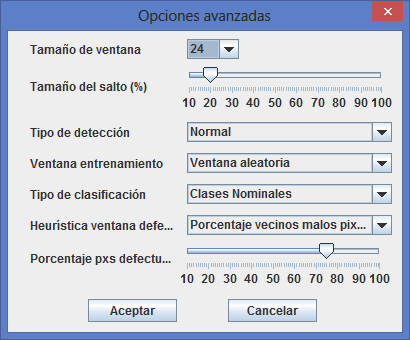 Opciones avanzadas
Tamaño de ventana 24
Tamaño del salto (%)
10 20 30 40 50 60 70 80 90 100
Tipo de detección Normal
Ventana entrenamiento Ventana aleatoria
Tipo de clasificación Clases Nominales
Heurística ventana defe... Porcentaje vecinos malos pix...
Porcentaje pxs defectu...
10 20 30 40 50 60 70 80 90 100
Aceptar Cancelar